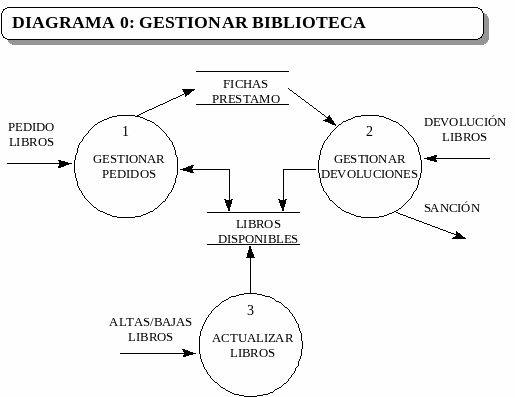 DIAGRAMA 0: GESTIONAR BIBLIOTECA
FICHAS
PRESTAMO
PEDIDO
LIBROS
1
GESTIONAR
PEDIDOS
2
GESTIONAR
DEVOLUCIONES
DEVOLUCIÓN
LIBROS
SANCIÓN
LIBROS
DISPONIBLES
ALTAS/BAJAS
LIBROS
3
ACTUALIZAR
LIBROS